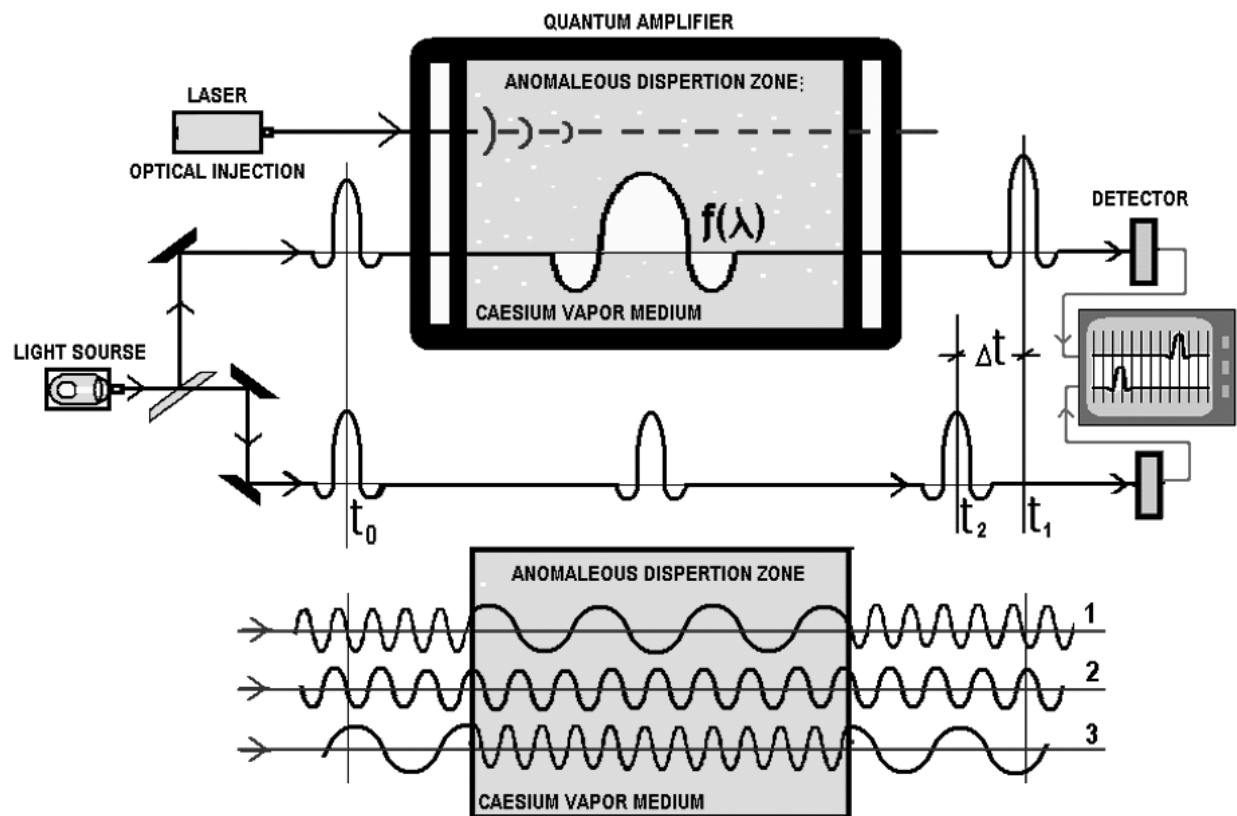 QUANTUM AMPLIFIER
ANOMALEOUS DISPERTION ZONE:
LASER
OPTICAL INJECTION
DETECTOR
f(λ)
CAESIUM VAPOR MEDIUM
LIGHT SOURSE
Δt
t₀
t₂
t₁
ANOMALEOUS DISPERTION ZONE
1
2
3
CAESIUM VAPOR MEDIUM